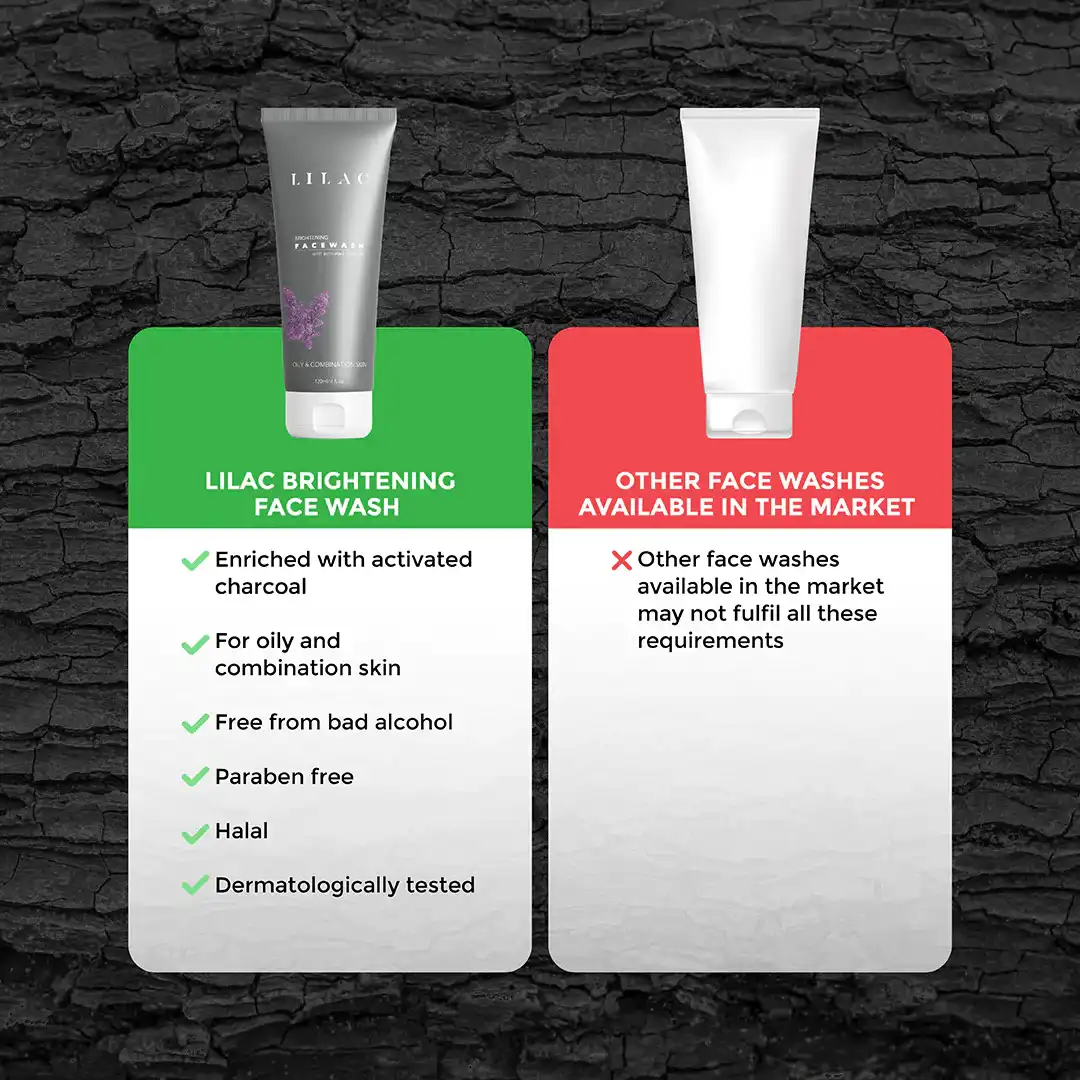 LILAC
BRIGHTENING
FACEWASH
OILY & COMBINATION SKIN
LILAC BRIGHTENING
FACE WASH
Enriched with activated
charcoal
For oily and
combination skin
Free from bad alcohol
Paraben free
Halal
Dermatologically tested
OTHER FACE WASHES
AVAILABLE IN THE MARKET
Other face washes
available in the market
may not fulfil all these
requirements